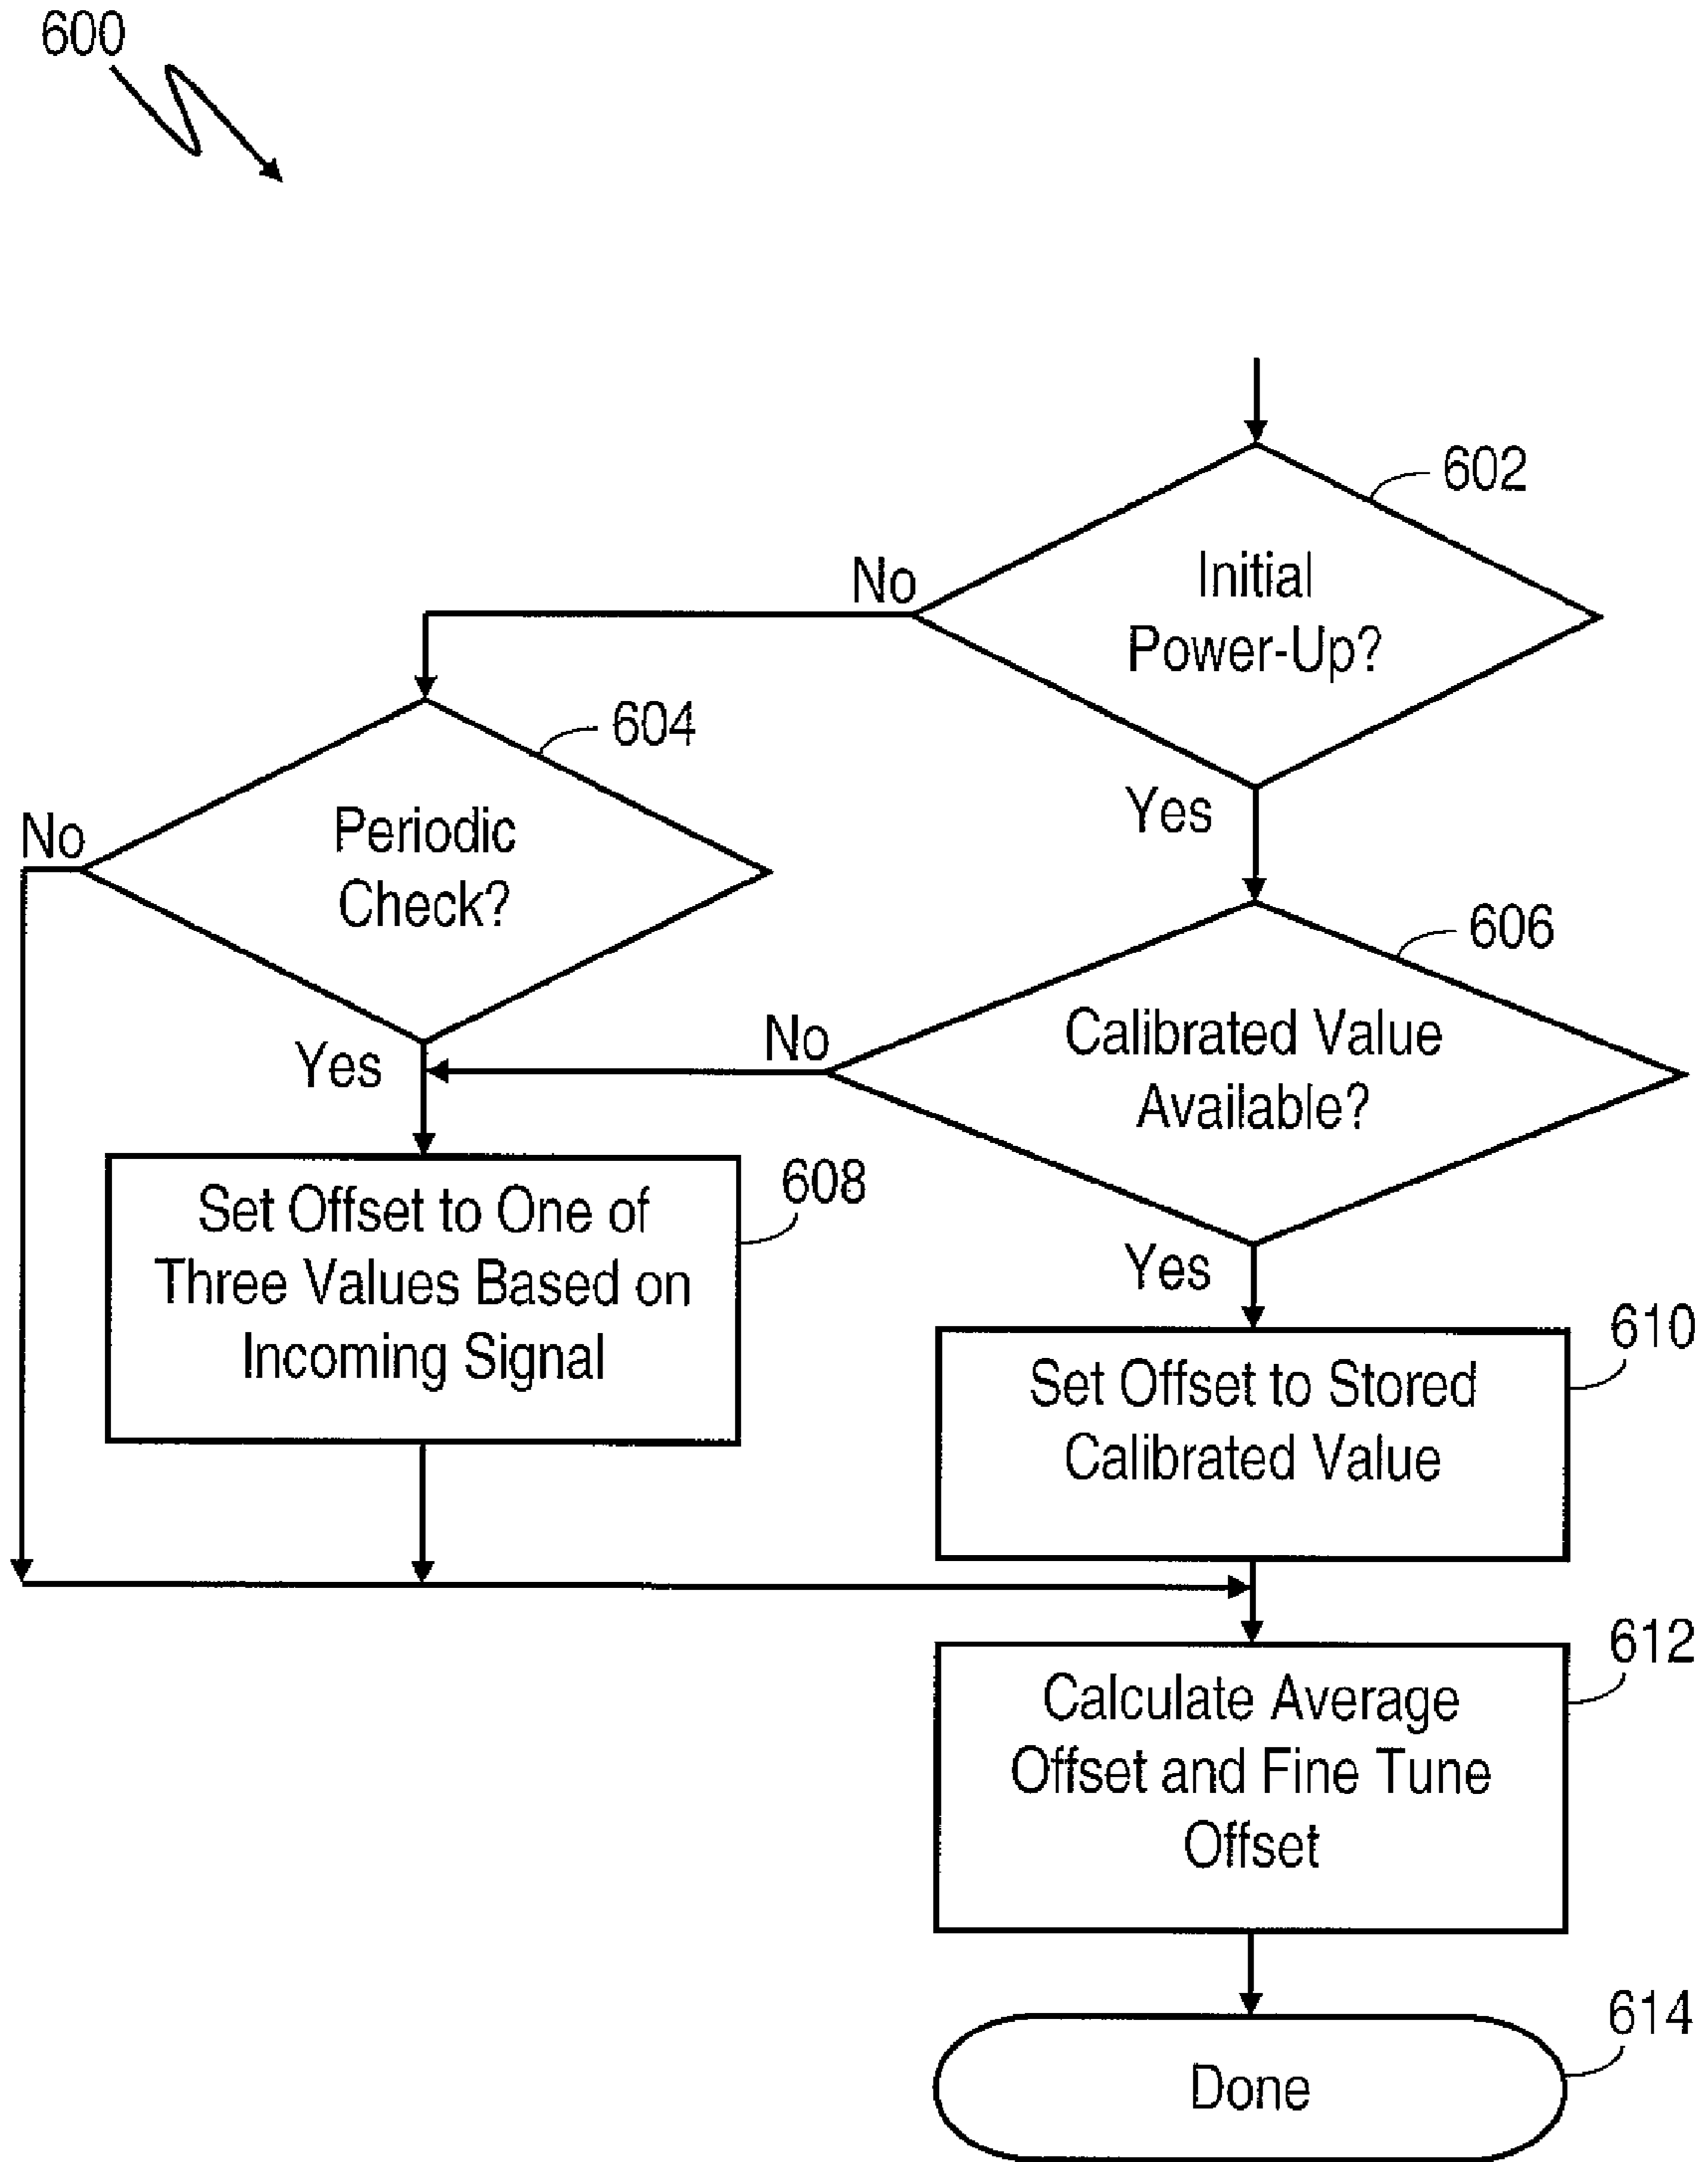 600
602
Initial
Power-Up?
No
Yes
604
Periodic
Check?
No
Yes
606
Calibrated Value
Available?
No
Yes
608
Set Offset to One of
Three Values Based on
Incoming Signal
610
Set Offset to Stored
Calibrated Value
612
Calculate Average
Offset and Fine Tune
Offset
614
Done